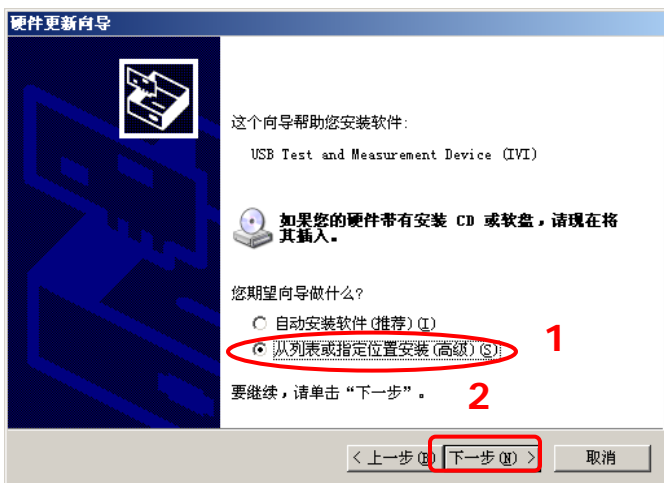 硬件更新向导
这个向导帮助您安装软件:
USB Test and Measurement Device (IVI)
如果您的硬件带有安装 CD 或软盘，请现在将
其插入。
您期望向导做什么?
自动安装软件(推荐)(I)
从列表或指定位置安装(高级)(S)
1
要继续，请单击“下一步”。
2
< 上一步(B) 下一步(N) > 取消